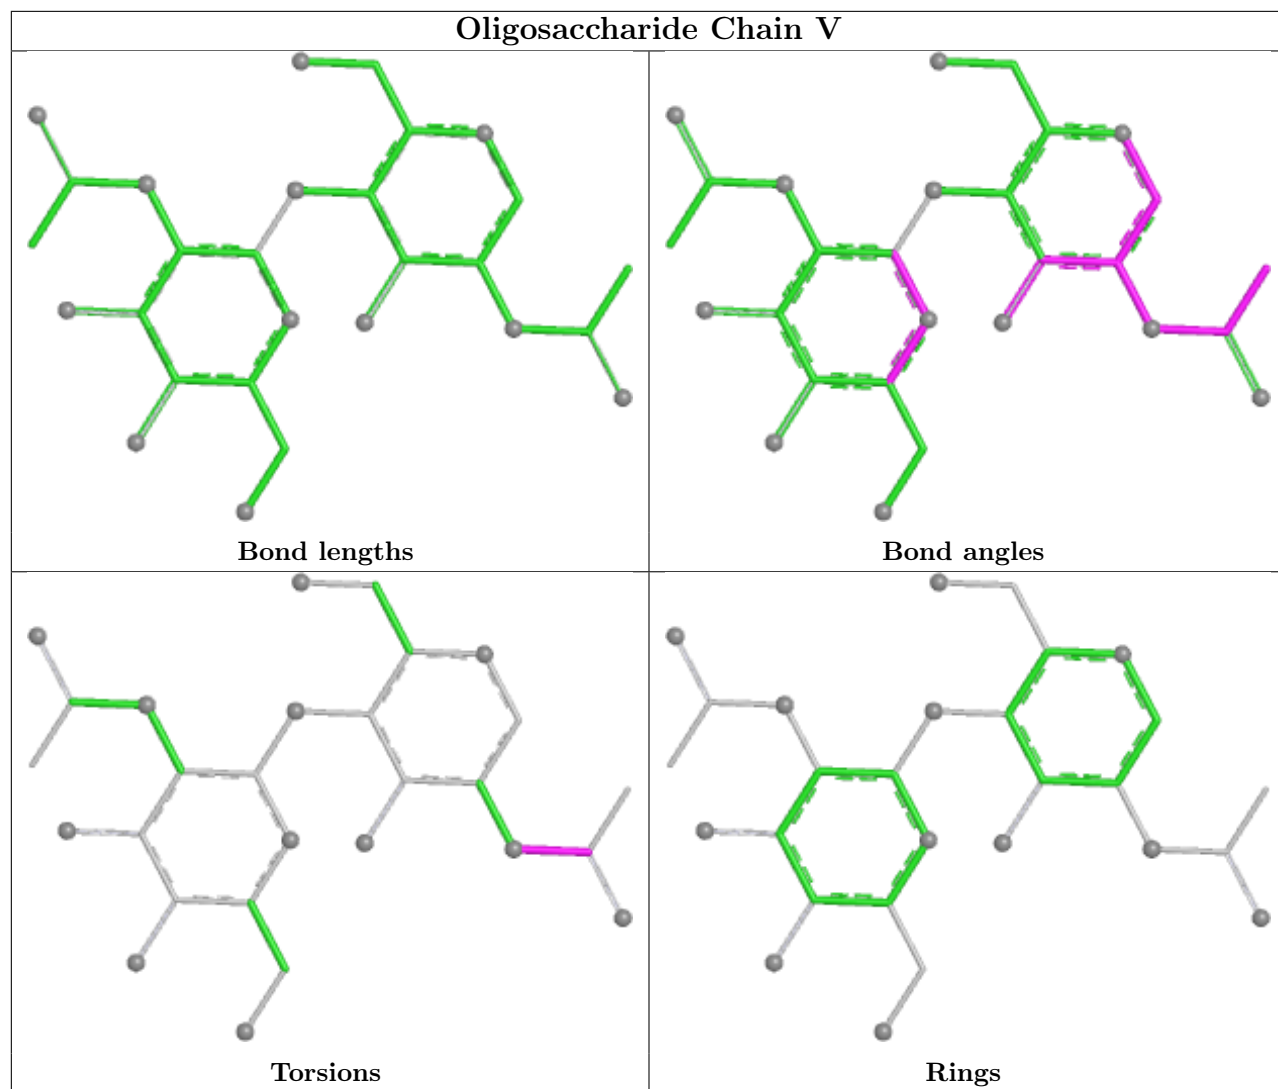 Oligosaccharide Chain V
Bond lengths
Bond angles
Torsions
Rings